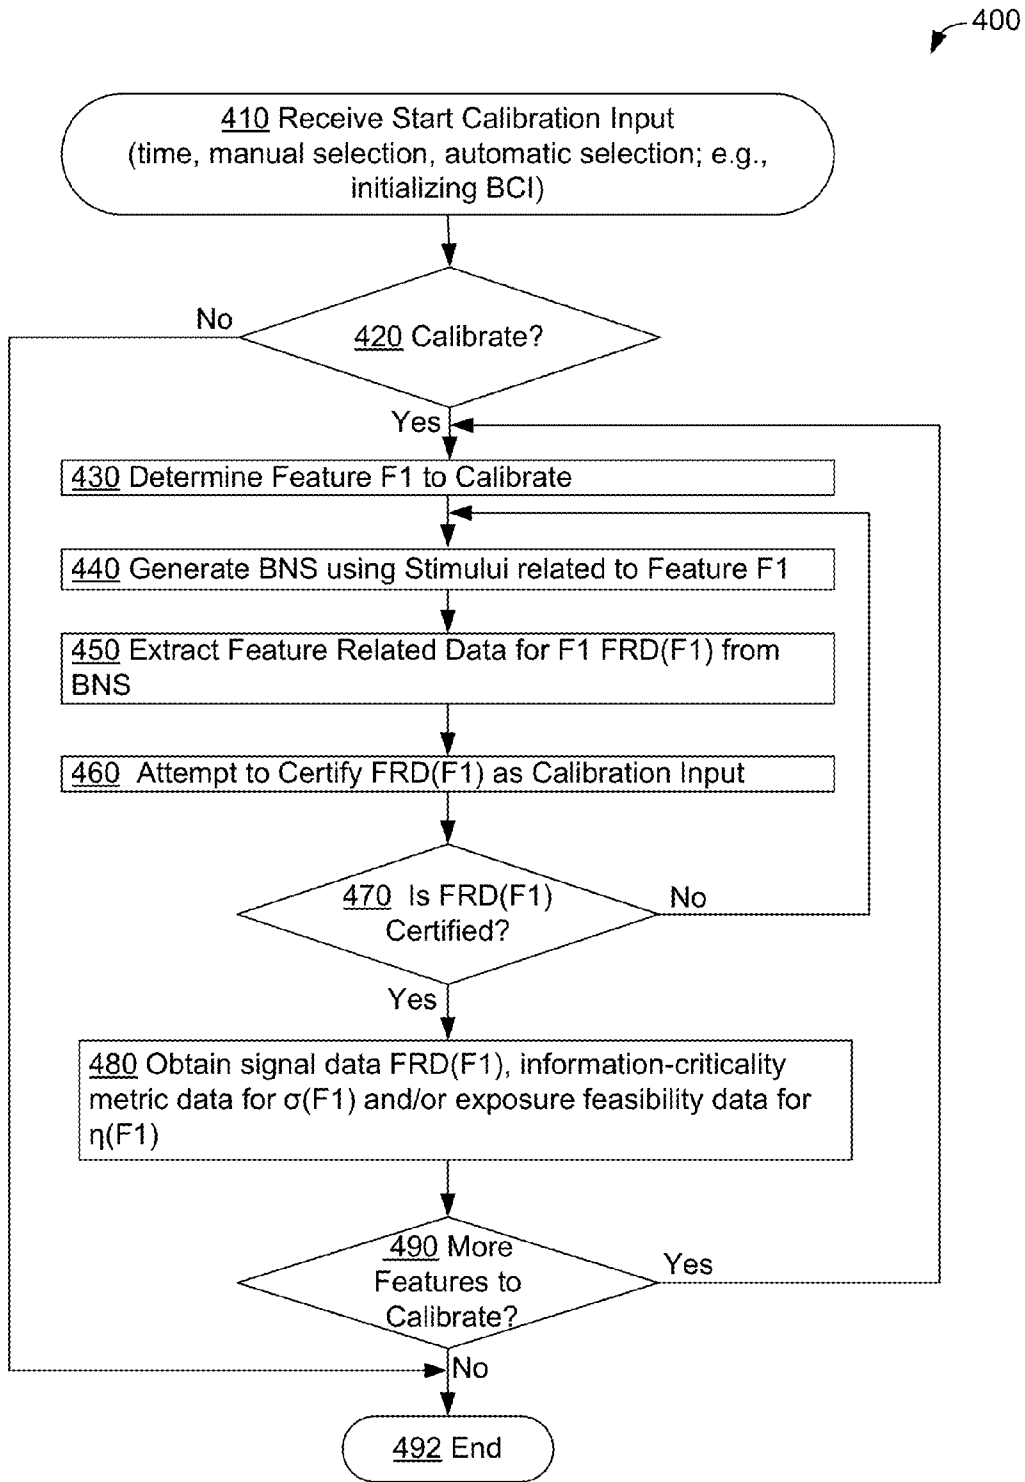 400
410 Receive Start Calibration Input
(time, manual selection, automatic selection; e.g.,
initializing BCI)
No
420 Calibrate?
Yes
430 Determine Feature F1 to Calibrate
440 Generate BNS using Stimului related to Feature F1
450 Extract Feature Related Data for F1 FRD(F1) from
BNS
460 Attempt to Certify FRD(F1) as Calibration Input
470 Is FRD(F1)
Certified?
No
Yes
480 Obtain signal data FRD(F1), information-criticality
metric data for σ(F1) and/or exposure feasibility data for
η(F1)
490 More
Features to
Calibrate?
Yes
No
492 End